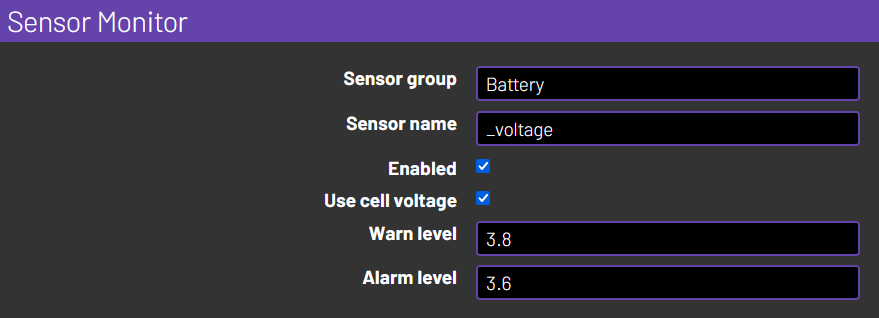 Sensor Monitor
Sensor group Battery
Sensor name _voltage
Enabled
Use cell voltage
Warn level 3.8
Alarm level 3.6